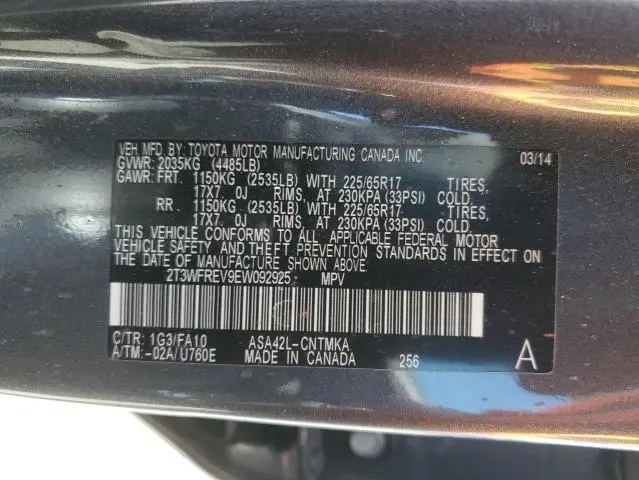 VEH. MFD. BY: TOYOTA MOTOR MANUFACTURING CANADA INC. 03/14
GVWR: 2035KG (4485LB)
GAWR: FRT. 1150KG (2535LB) WITH 225/65R17 TIRES,
17X7. 0J RIMS, AT 230KPA (33PSI) COLD.
RR. 1150KG (2535LB) WITH 225/65R17 TIRES,
17X7. 0J RIMS, AT 230KPA (33PSI) COLD.
THIS VEHICLE CONFORMS TO ALL APPLICABLE FEDERAL MOTOR
VEHICLE SAFETY AND THEFT PREVENTION STANDARDS IN EFFECT ON
THE DATE OF MANUFACTURE SHOWN ABOVE.
2T3WFREV9EW092925 MPV
C/TR: 1G3/FA10 ASA42L-CNTMKA
A/TM: -02A/U760E MADE IN CANADA 256 A